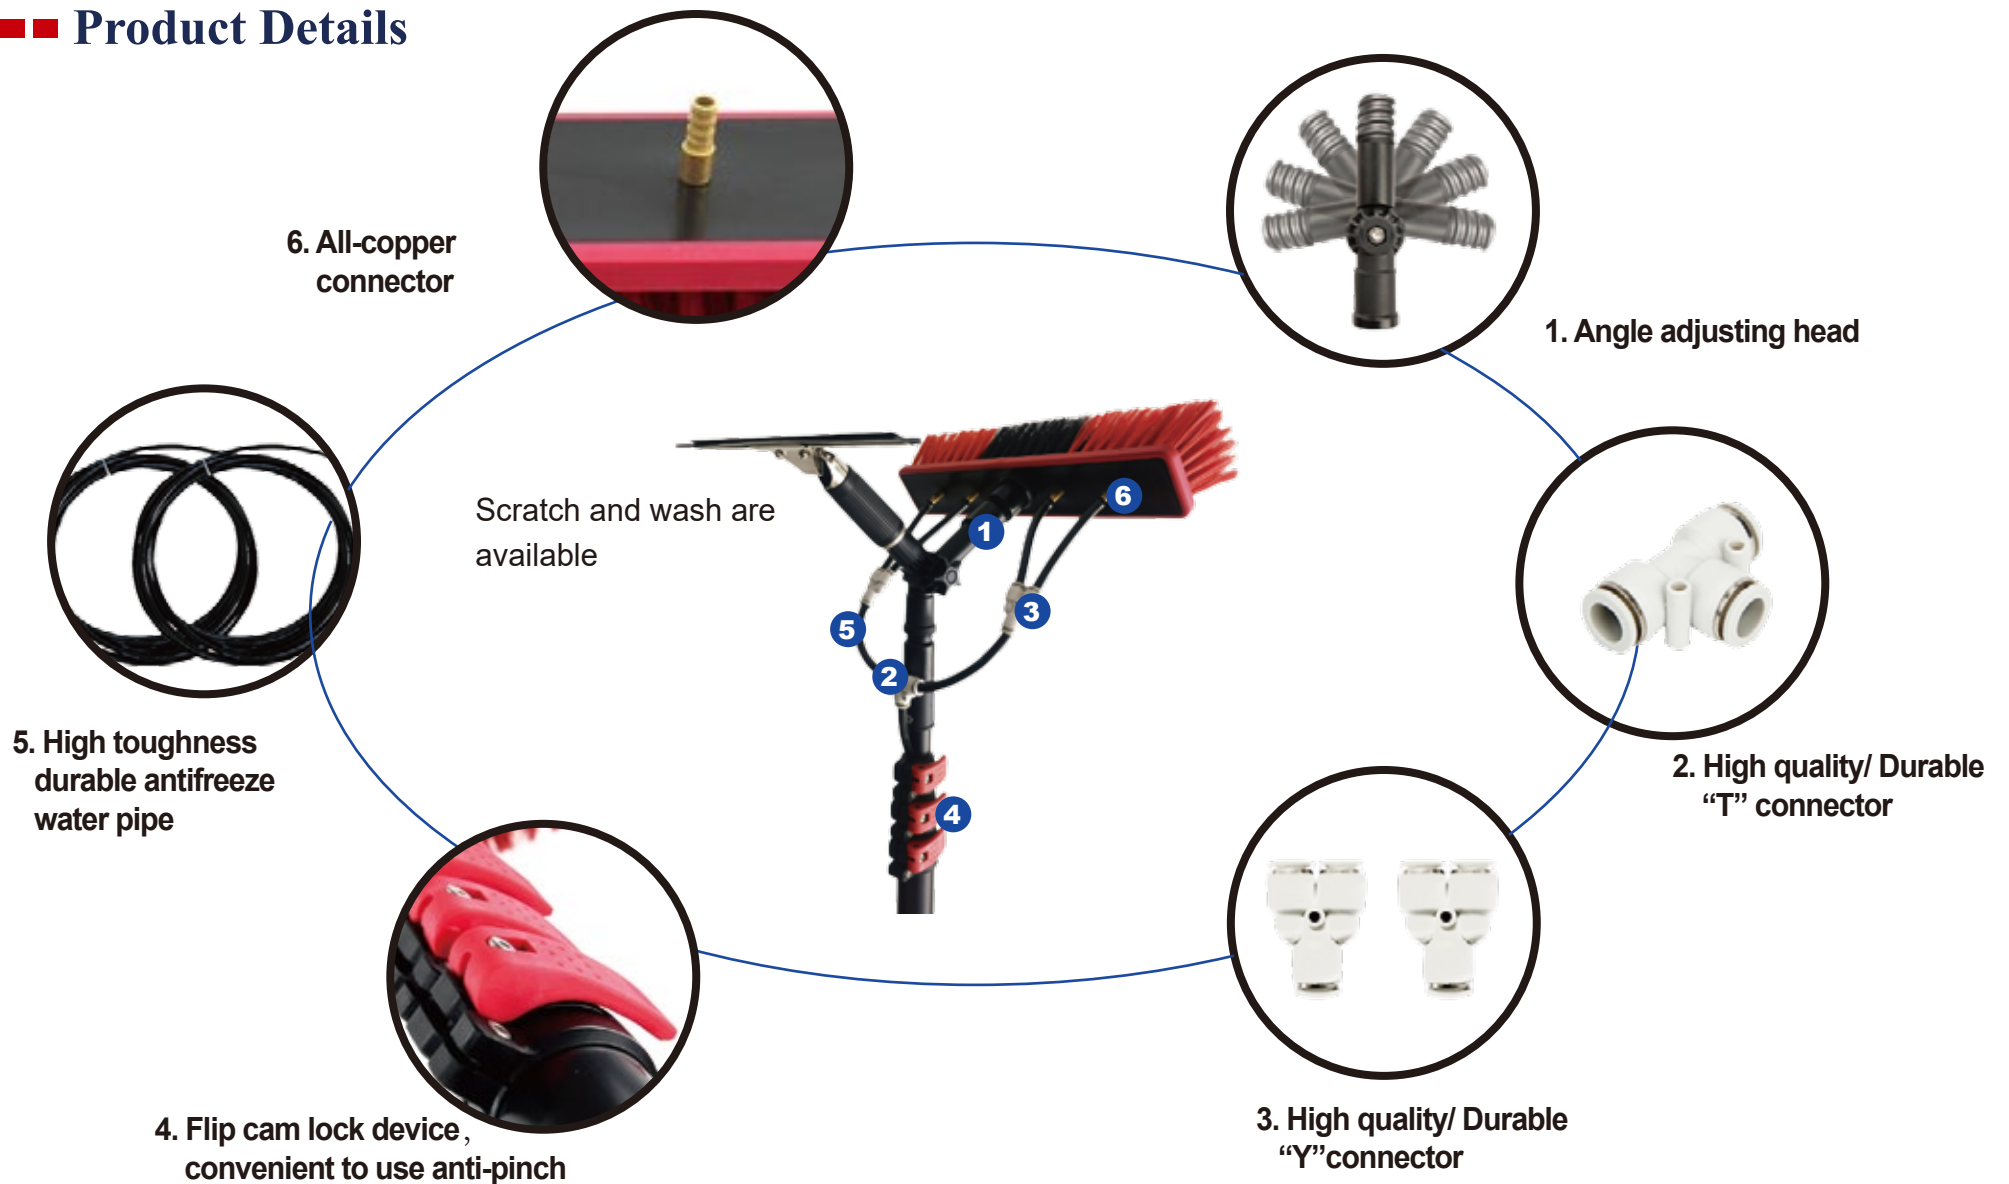 Product Details
6. All-copper
connector
1. Angle adjusting head
Scratch and wash are
available
6
1
3
5
2
4
5. High toughness
durable antifreeze
water pipe
2. High quality/ Durable
“T” connector
4. Flip cam lock device，
convenient to use anti-pinch
3. High quality/ Durable
“Y”connector